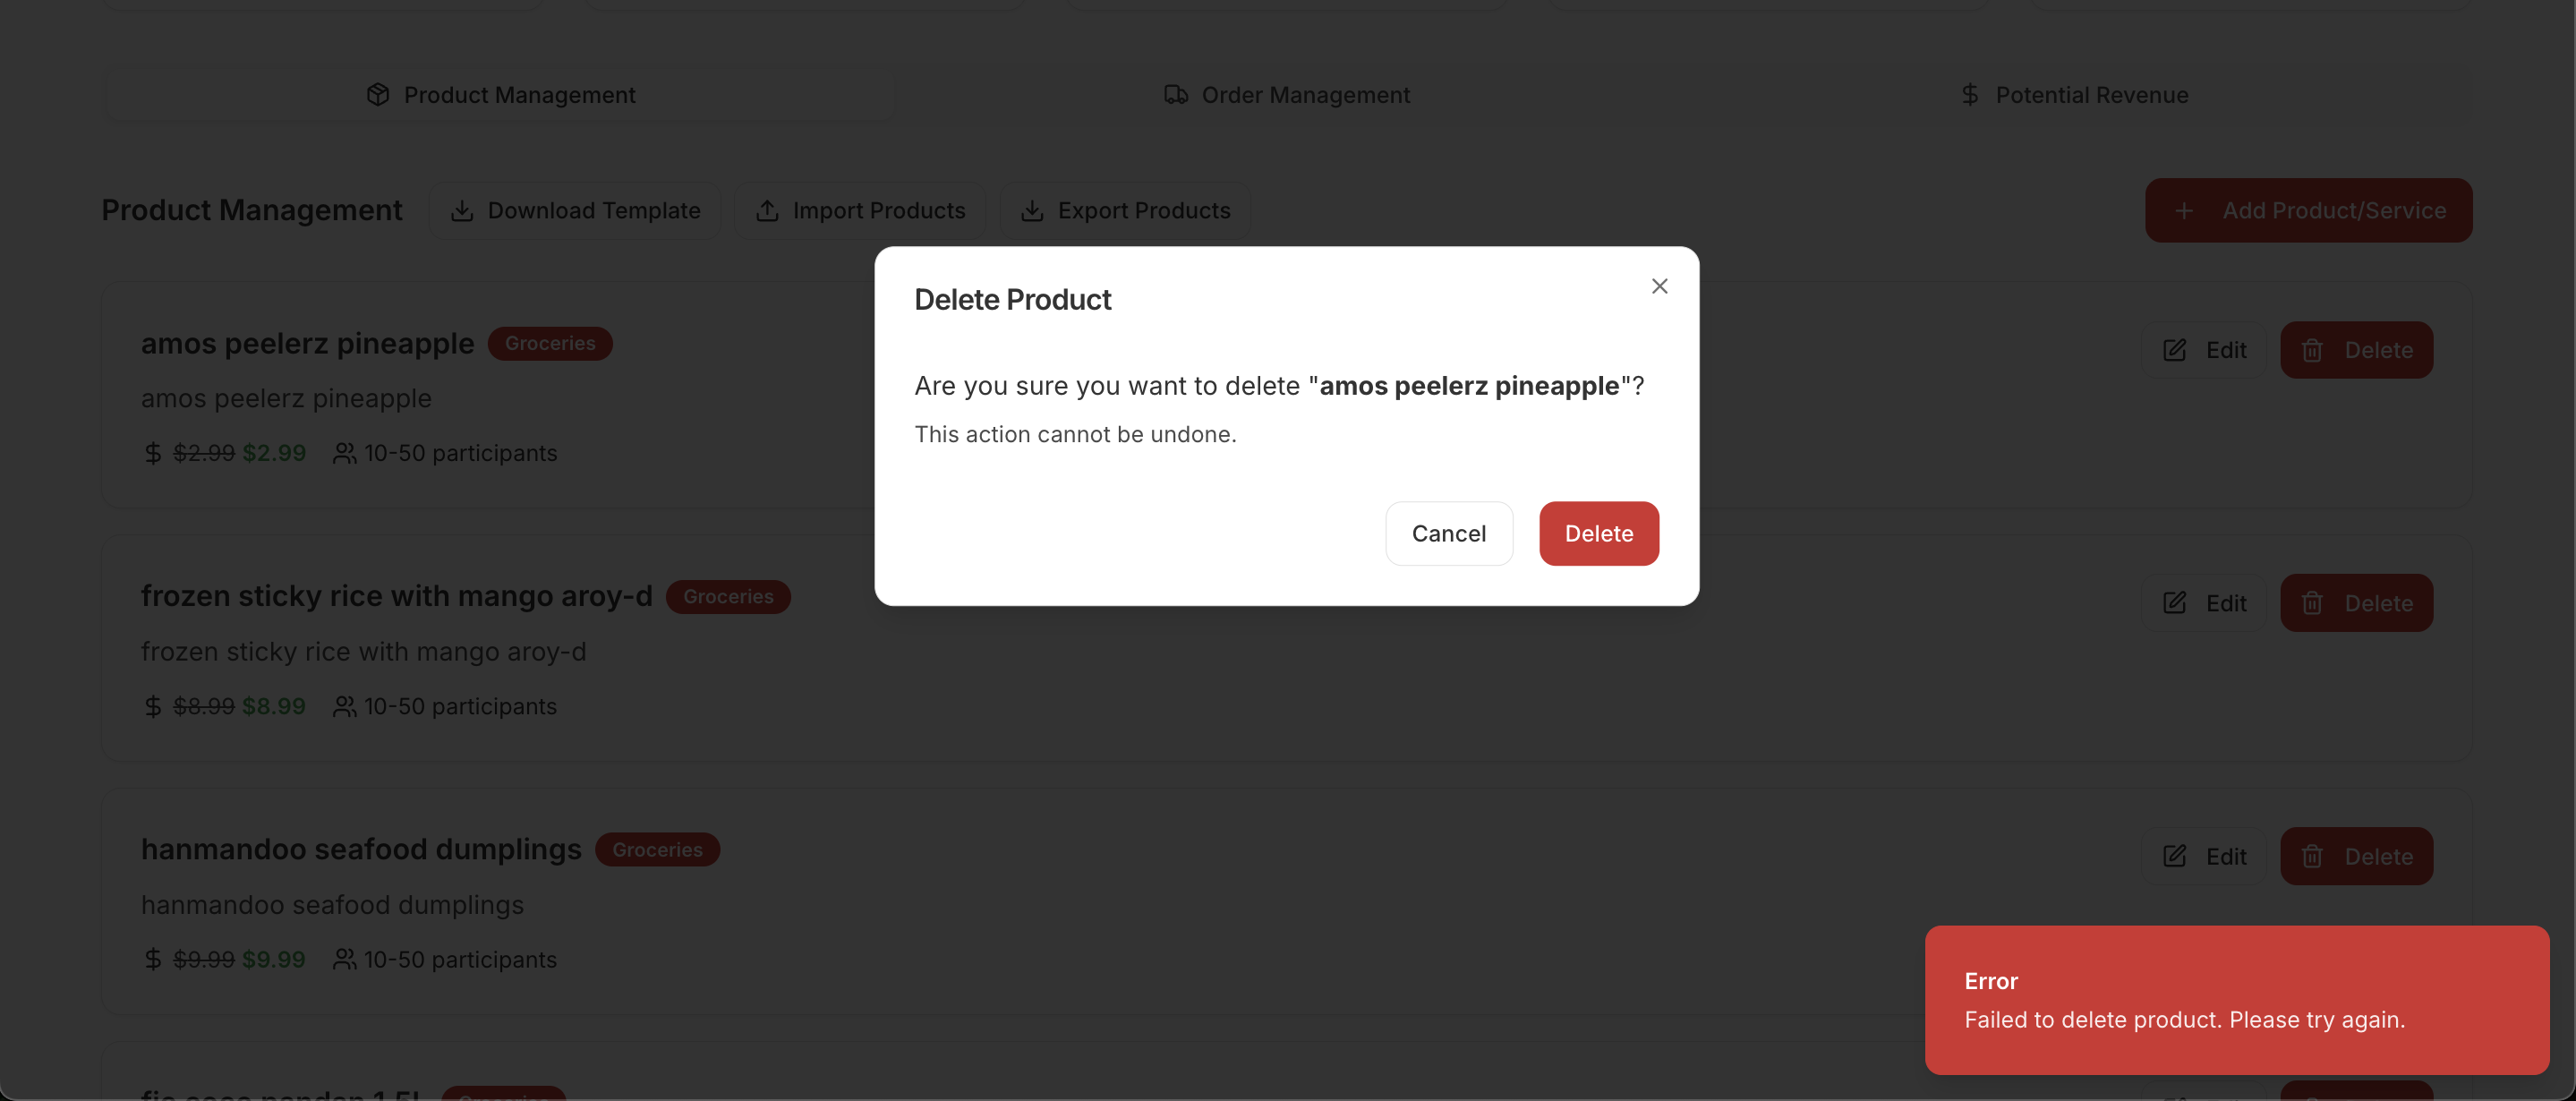 Product Management
Order Management
Potential Revenue
Product Management
Download Template
Import Products
Export Products
Add Product/Service
amos peelerz pineapple
Groceries
amos peelerz pineapple
$2.99 $2.99
10-50 participants
Edit
Delete
Delete Product
Are you sure you want to delete "amos peelerz pineapple"?
This action cannot be undone.
Cancel
Delete
frozen sticky rice with mango aroy-d
Groceries
frozen sticky rice with mango aroy-d
$8.99 $8.99
10-50 participants
Edit
Delete
hanmandoo seafood dumplings
Groceries
hanmandoo seafood dumplings
$9.99 $9.99
10-50 participants
Edit
Delete
Error
Failed to delete product. Please try again.